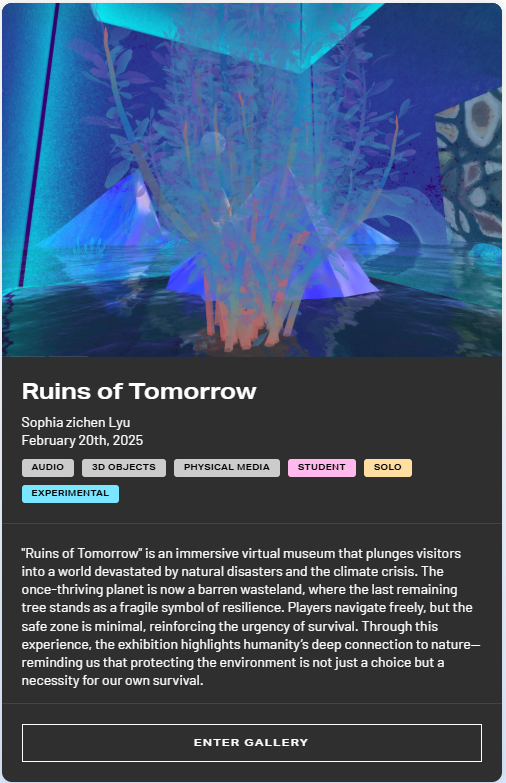 Ruins of Tomorrow
Sophia zichen Lyu
February 20th, 2025
AUDIO 3D OBJECTS PHYSICAL MEDIA STUDENT SOLO
EXPERIMENTAL
"Ruins of Tomorrow" is an immersive virtual museum that plunges visitors
into a world devastated by natural disasters and the climate crisis. The
once-thriving planet is now a barren wasteland, where the last remaining
tree stands as a fragile symbol of resilience. Players navigate freely, but the
safe zone is minimal, reinforcing the urgency of survival. Through this
experience, the exhibition highlights humanity's deep connection to nature—
reminding us that protecting the environment is not just a choice but a
necessity for our own survival.
ENTER GALLERY